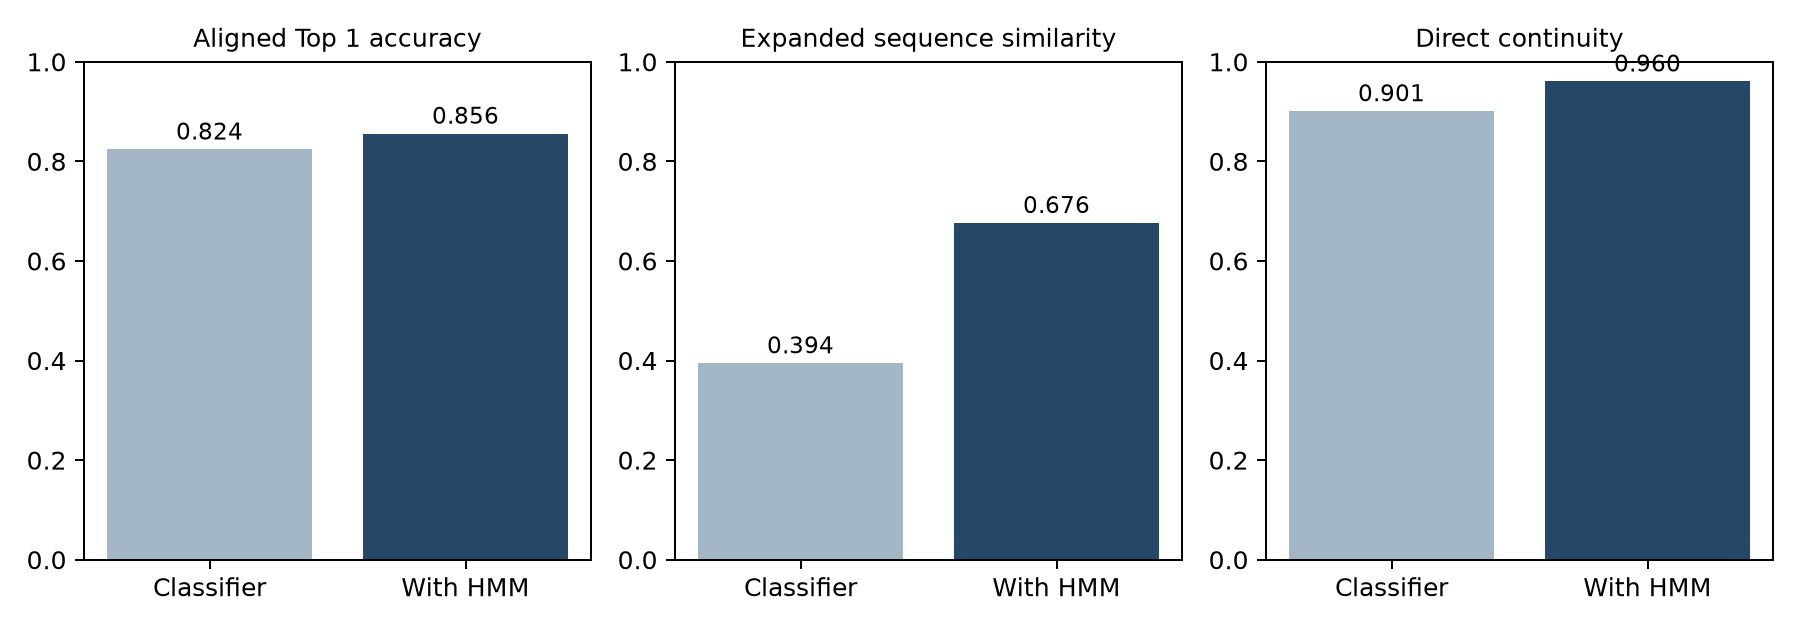 Aligned Top 1 accuracy
1.0
0.8
0.6
0.4
0.2
0.0
0.824
0.856
Classifier
With HMM
Expanded sequence similarity
1.0
0.8
0.6
0.4
0.2
0.0
0.394
0.676
Classifier
With HMM
Direct continuity
1.0
0.8
0.6
0.4
0.2
0.0
0.901
0.960
Classifier
With HMM